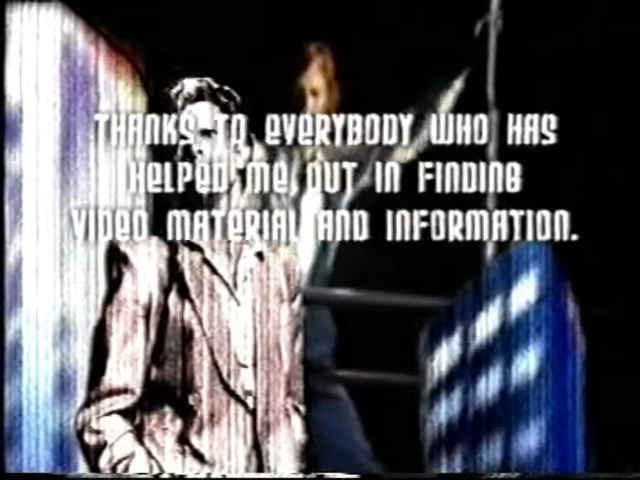 THANKS TO EVERYBODY WHO HAS
HELPED ME OUT IN FINDING
VIDEO MATERIAL AND INFORMATION.